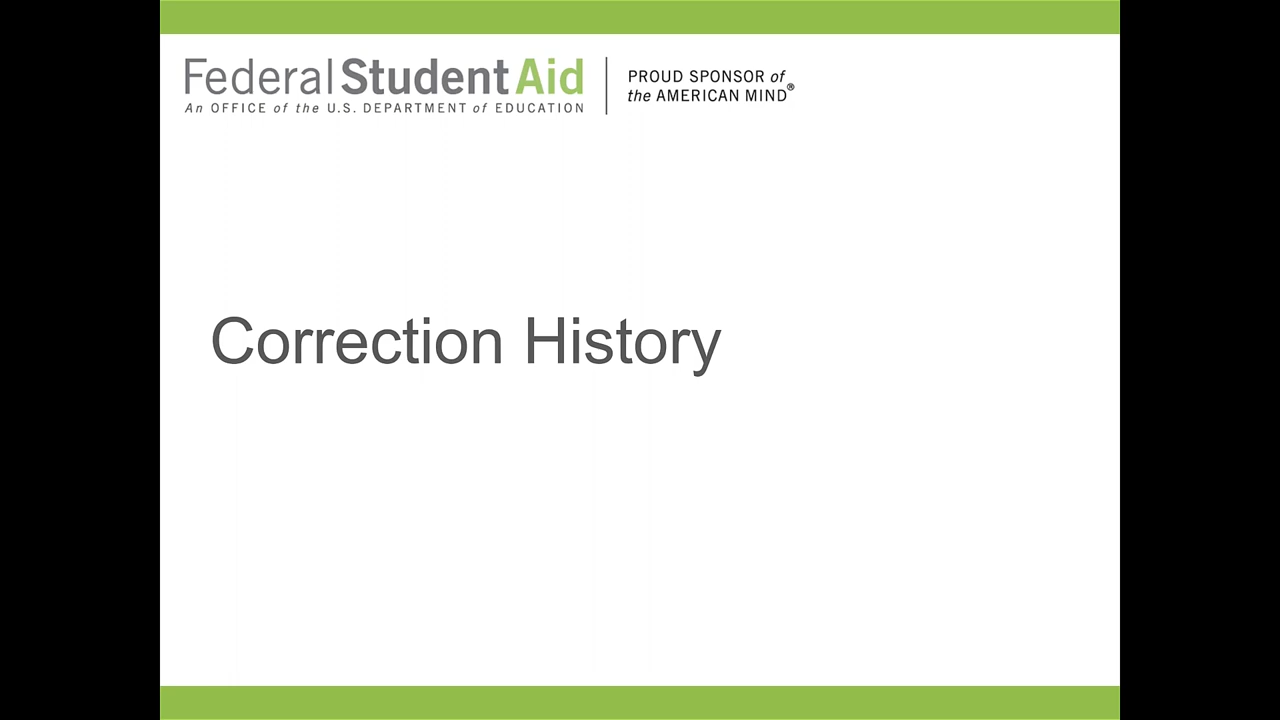 Federal Student Aid
An OFFICE of the U.S. DEPARTMENT of EDUCATION
PROUD SPONSOR of
the AMERICAN MIND®
Correction History